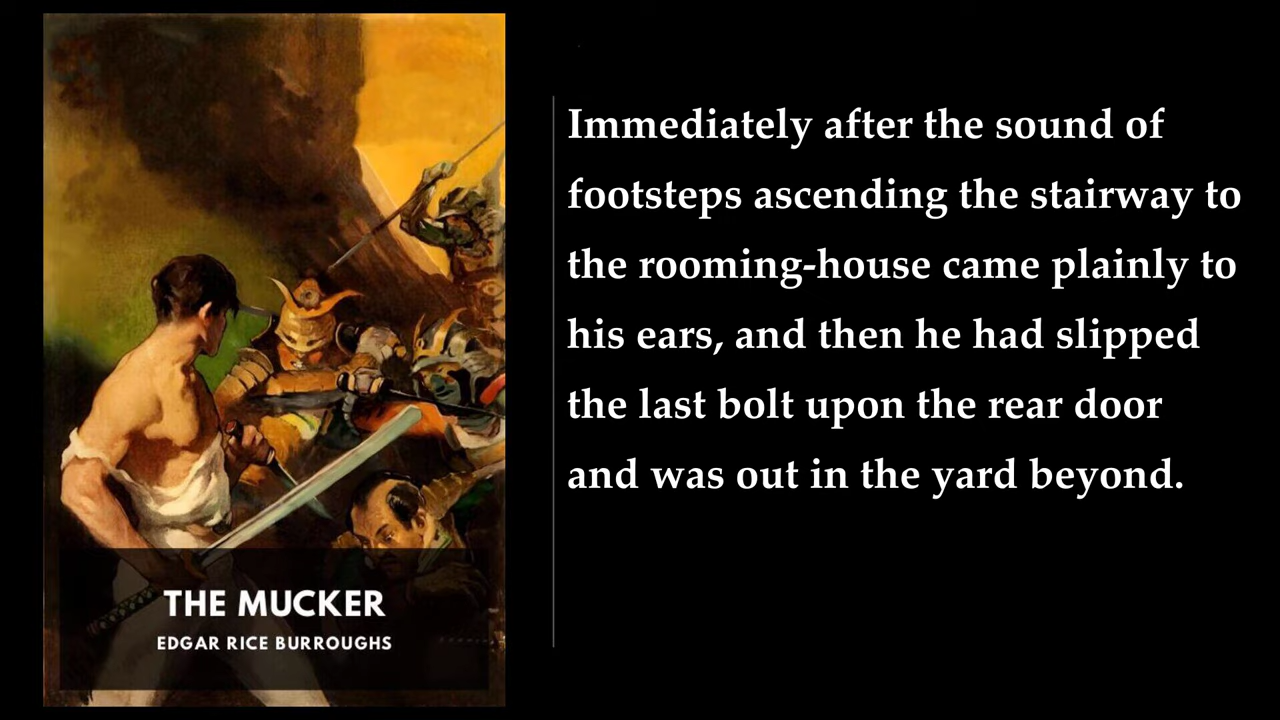 THE MUCKER
EDGAR RICE BURROUGHS
Immediately after the sound of
footsteps ascending the stairway to
the rooming-house came plainly to
his ears, and then he had slipped
the last bolt upon the rear door
and was out in the yard beyond.